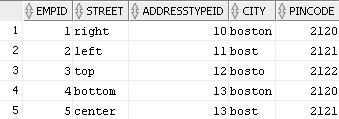 EMPID STREET ADDRESSTYPEID CITY PINCODE
1 1 right 10 boston 2120
2 2 left 11 bost 2121
3 3 top 12 bosto 2122
4 4 bottom 13 boston 2120
5 5 center 13 bost 2121